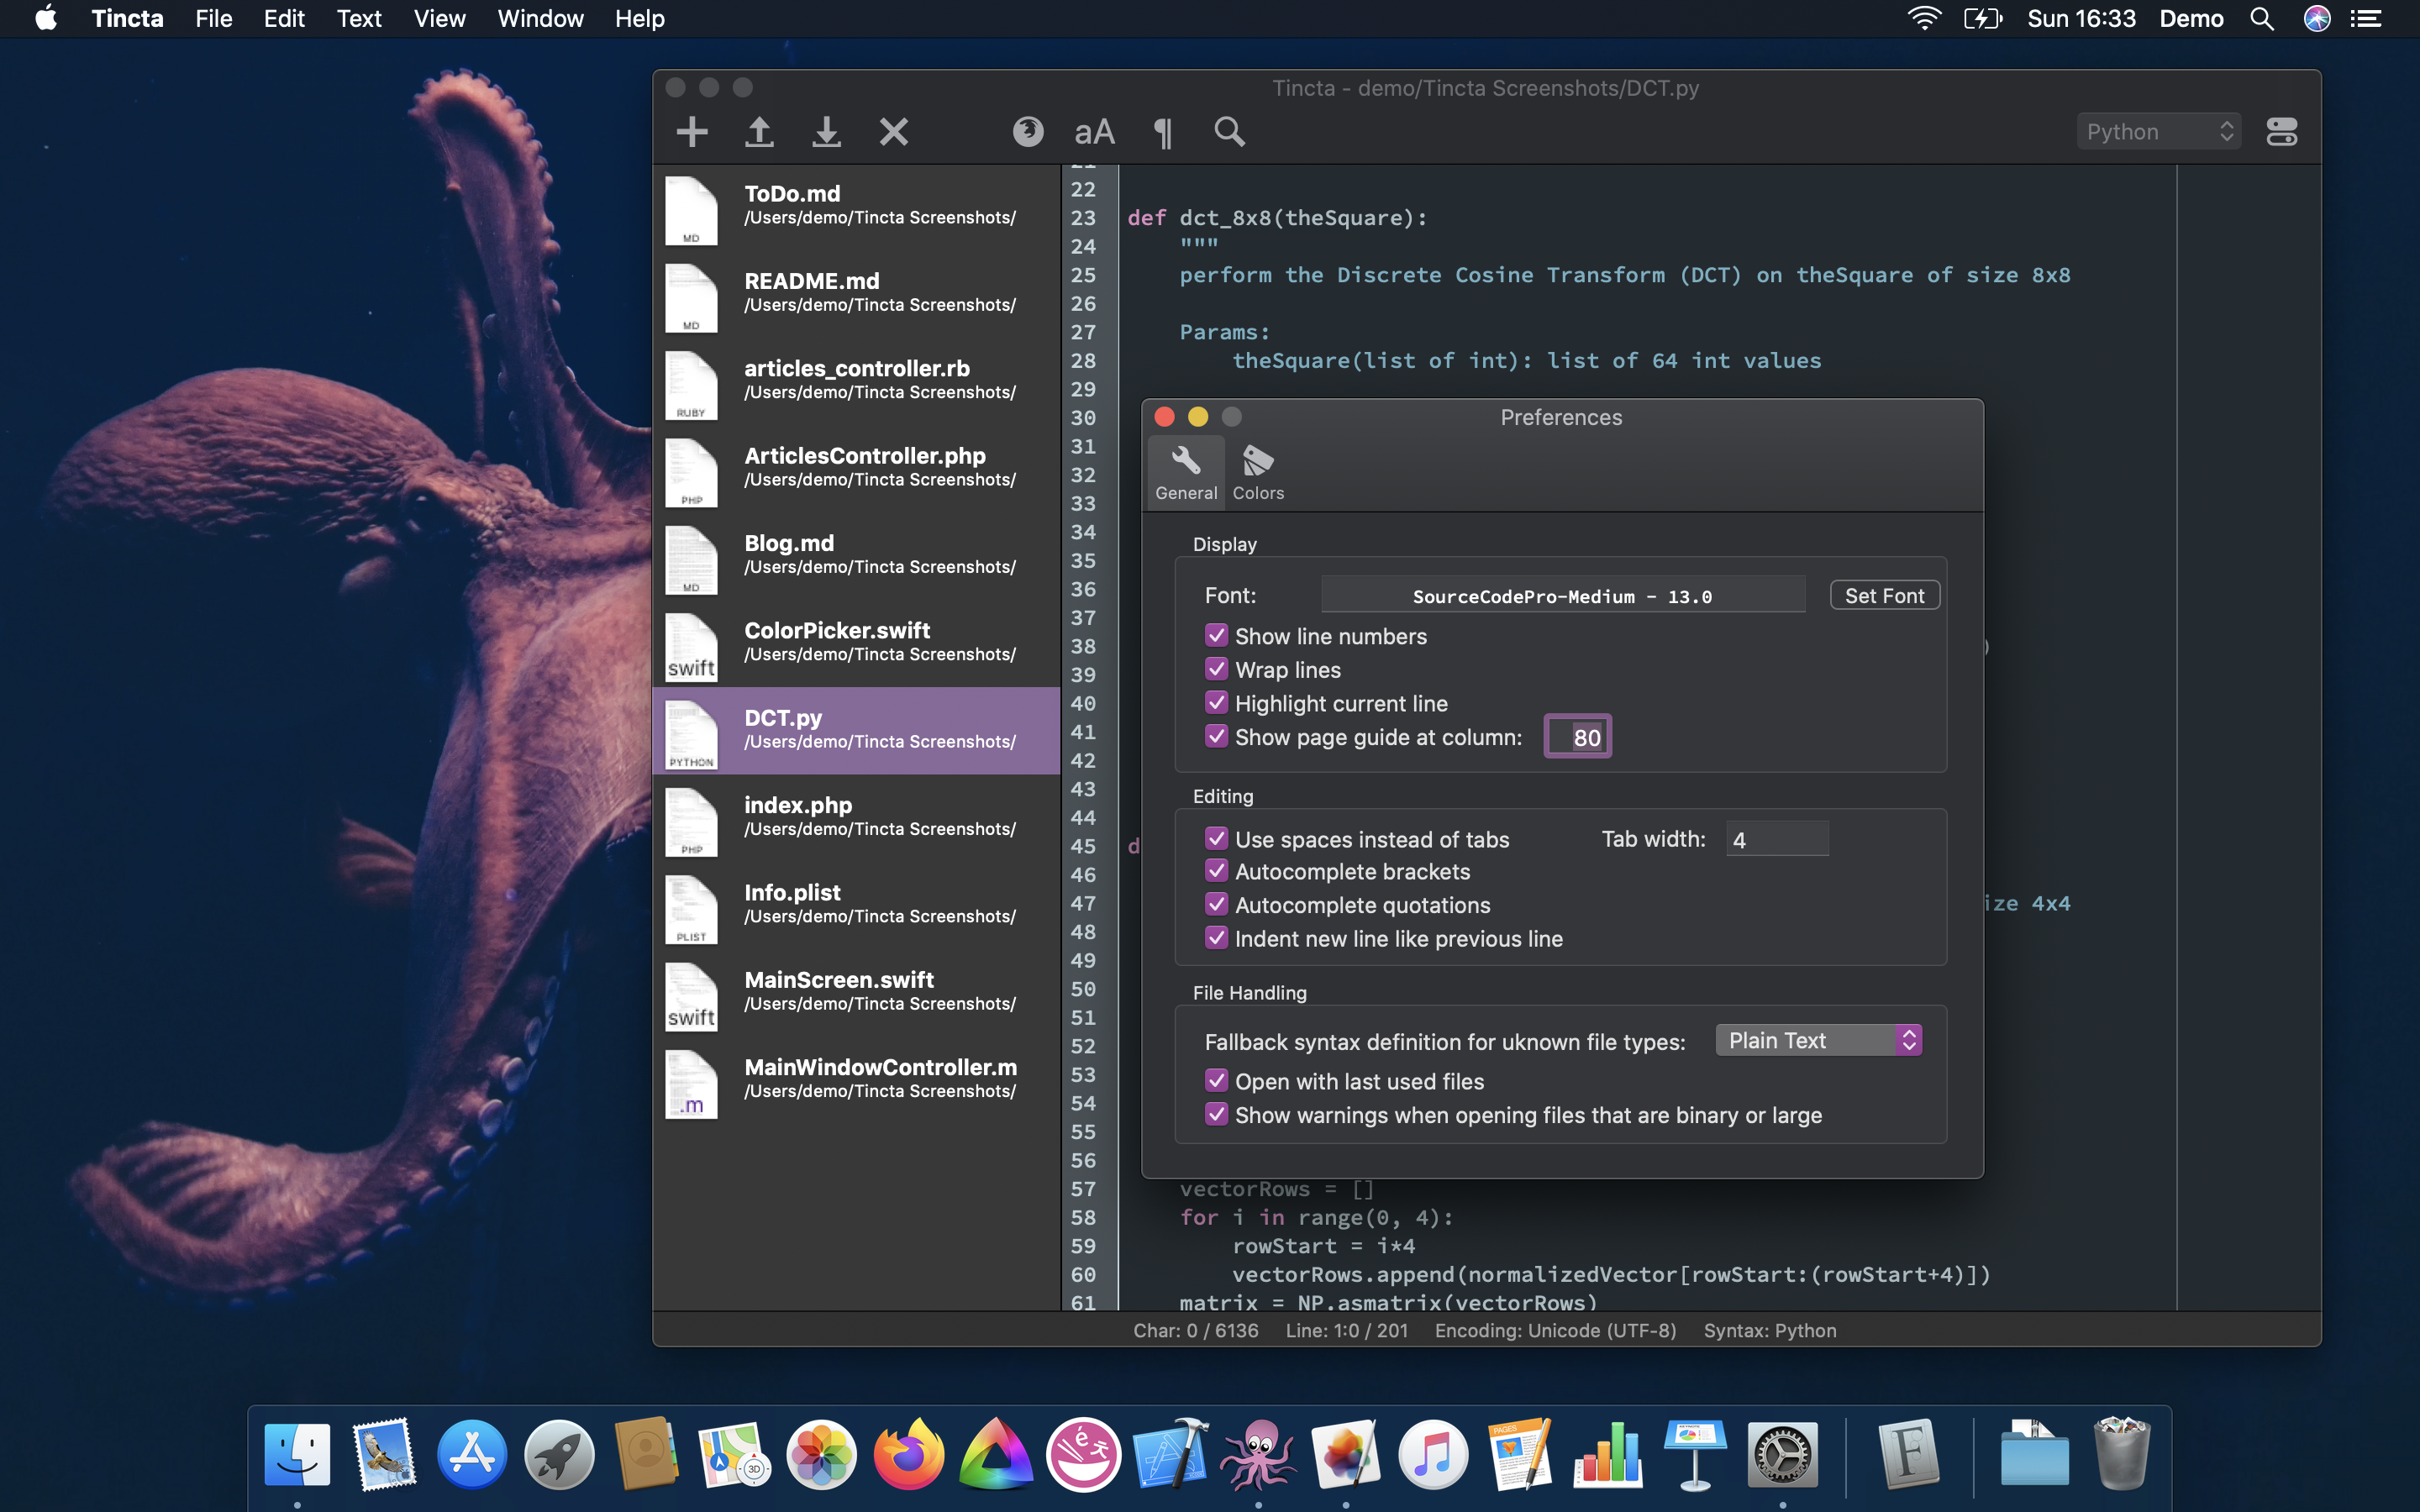 Tincta File Edit Text View Window Help Sun 16:33 Demo
Tincta - demo/Tincta Screenshots/DCT.py
aA ¶ Python
ToDo.md
/Users/demo/Tincta Screenshots/
MD
README.md
/Users/demo/Tincta Screenshots/
MD
articles_controller.rb
/Users/demo/Tincta Screenshots/
RUBY
ArticlesController.php
/Users/demo/Tincta Screenshots/
PHP
Blog.md
/Users/demo/Tincta Screenshots/
MD
ColorPicker.swift
/Users/demo/Tincta Screenshots/
swift
DCT.py
/Users/demo/Tincta Screenshots/
PYTHON
index.php
/Users/demo/Tincta Screenshots/
PHP
Info.plist
/Users/demo/Tincta Screenshots/
PLIST
MainScreen.swift
/Users/demo/Tincta Screenshots/
swift
MainWindowController.m
/Users/demo/Tincta Screenshots/
.m
21
22
23 def dct_8x8(theSquare):
24 """
25 perform the Discrete Cosine Transform (DCT) on theSquare of size 8x8
26
27 Params:
28 theSquare(list of int): list of 64 int values
29
30
31
32
33
34
35
36
37
38 )
39
40
41
42
43
44
45 d
46
47 ize 4x4
48
49
50
51
52
53
54
55
56
57 vectorRows = []
58 for i in range(0, 4):
59 rowStart = i*4
60 vectorRows.append(normalizedVector[rowStart:(rowStart+4)])
61 matrix = NP.asmatrix(vectorRows)
Preferences
General Colors
Display
Font: SourceCodePro-Medium - 13.0 Set Font
Show line numbers
Wrap lines
Highlight current line
Show page guide at column: 80
Editing
Use spaces instead of tabs Tab width: 4
Autocomplete brackets
Autocomplete quotations
Indent new line like previous line
File Handling
Fallback syntax definition for uknown file types: Plain Text
Open with last used files
Show warnings when opening files that are binary or large
Char: 0 / 6136 Line: 1:0 / 201 Encoding: Unicode (UTF-8) Syntax: Python
3D
é
PAGES
KEYNOTE
F